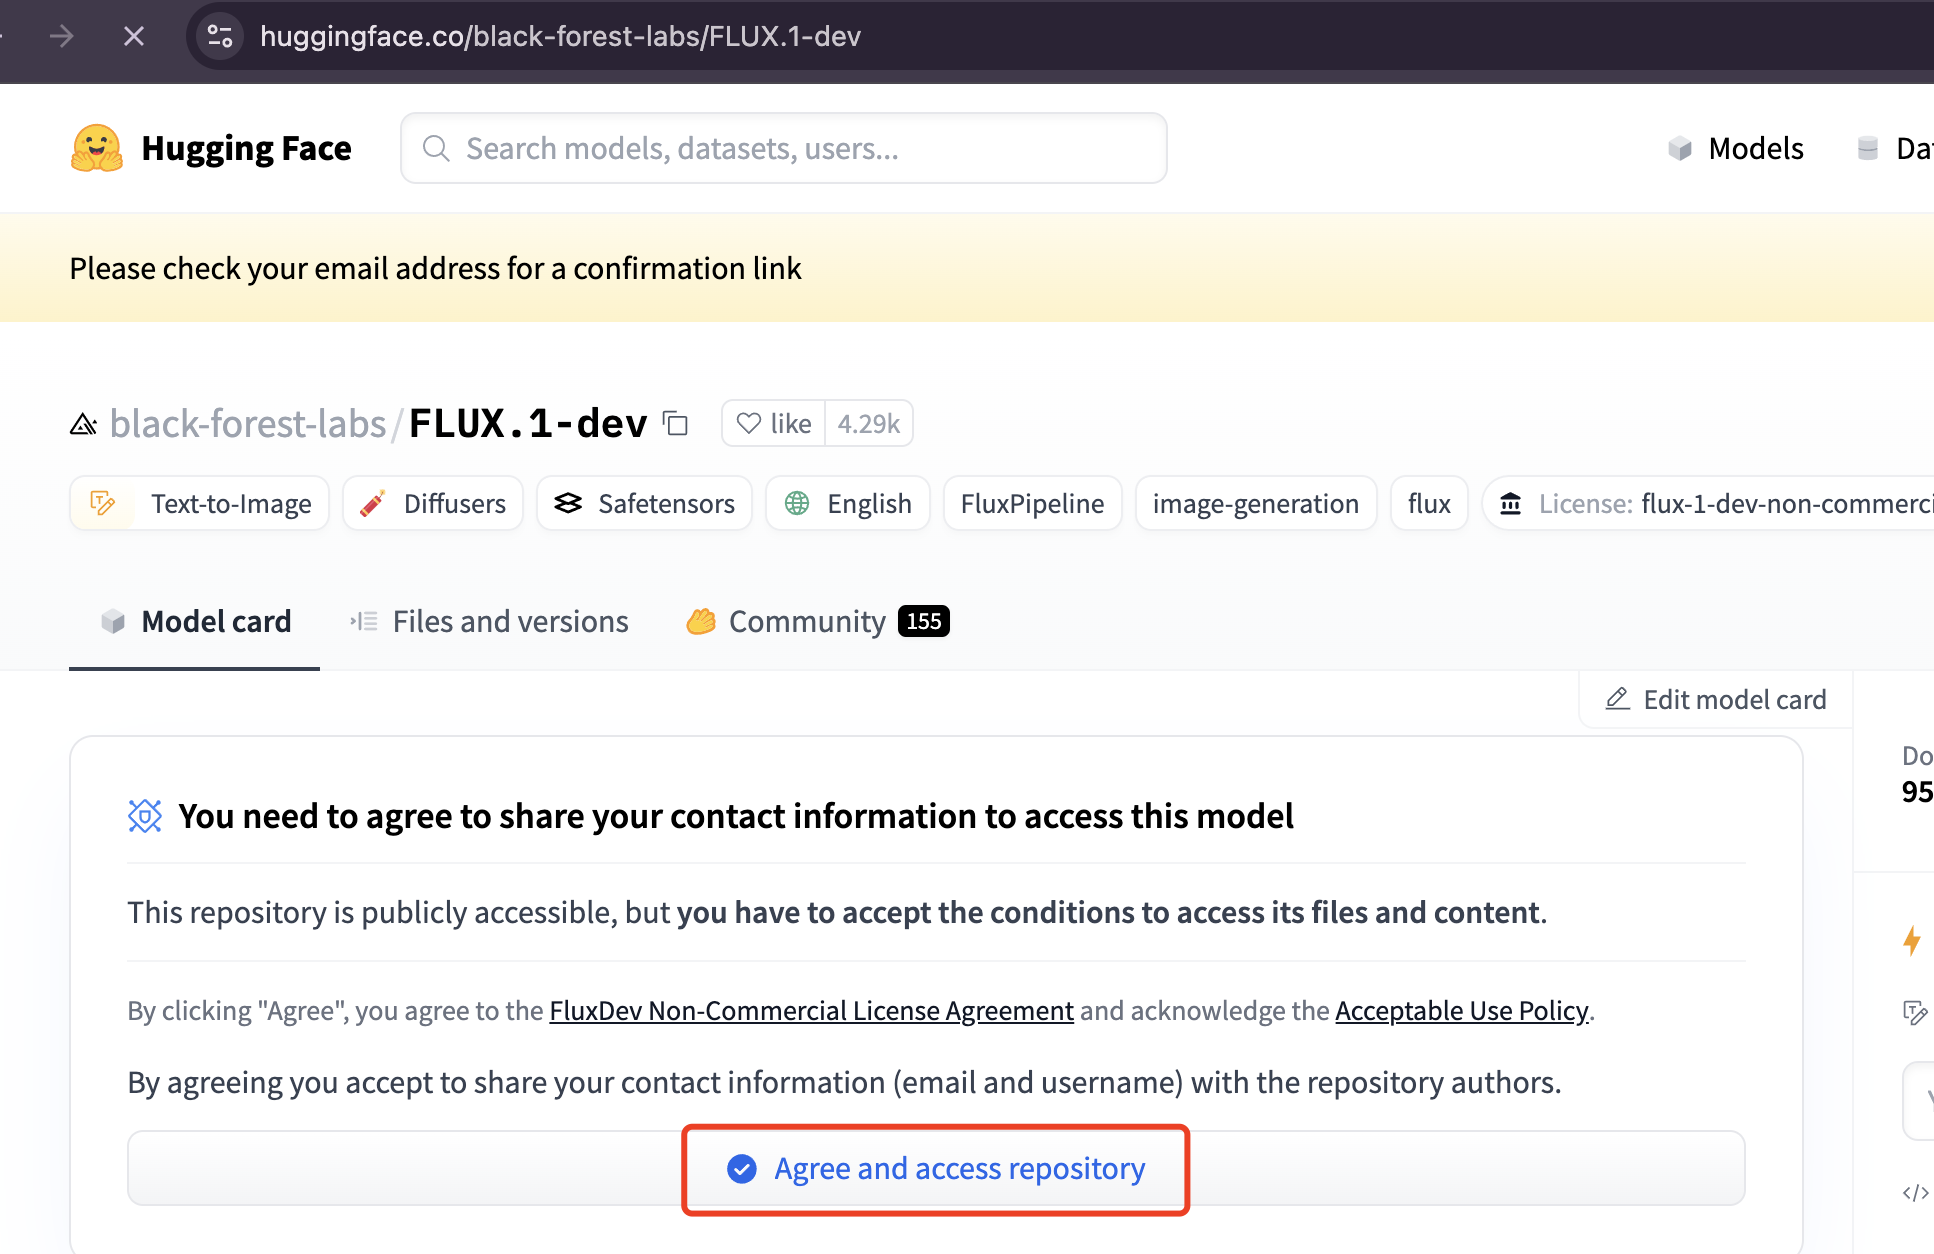 huggingface.co/black-forest-labs/FLUX.1-dev
Hugging Face
Search models, datasets, users...
Models
Please check your email address for a confirmation link
black-forest-labs/FLUX.1-dev
like 4.29k
Text-to-Image Diffusers Safetensors English FluxPipeline image-generation flux License: flux-1-dev-non-commerci
Model card Files and versions Community 155
Edit model card
You need to agree to share your contact information to access this model
This repository is publicly accessible, but you have to accept the conditions to access its files and content.
By clicking "Agree", you agree to the FluxDev Non-Commercial License Agreement and acknowledge the Acceptable Use Policy.
By agreeing you accept to share your contact information (email and username) with the repository authors.
Agree and access repository